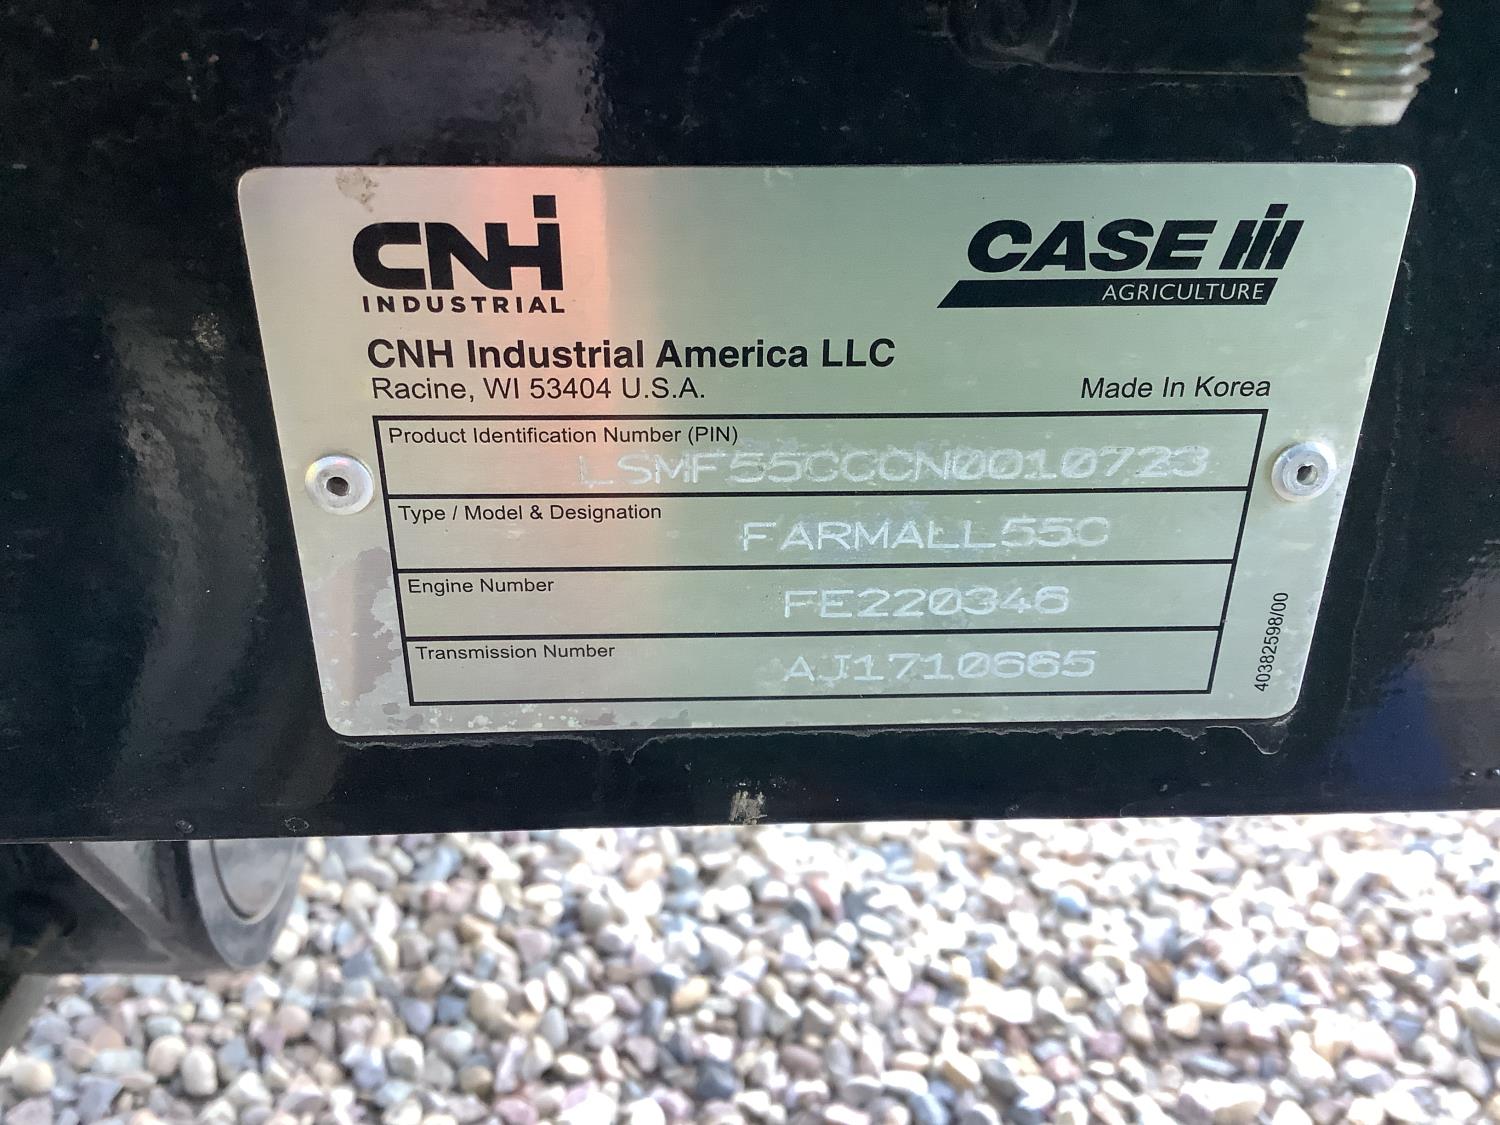 CNH
INDUSTRIAL
CASE IH
AGRICULTURE
CNH Industrial America LLC
Racine, WI 53404 U.S.A.
Made In Korea
Product Identification Number (PIN)
LSMF55CCCN0010723
Type / Model & Designation
FARMALL55C
Engine Number
FE220346
Transmission Number
AJ1710665
40382598/00